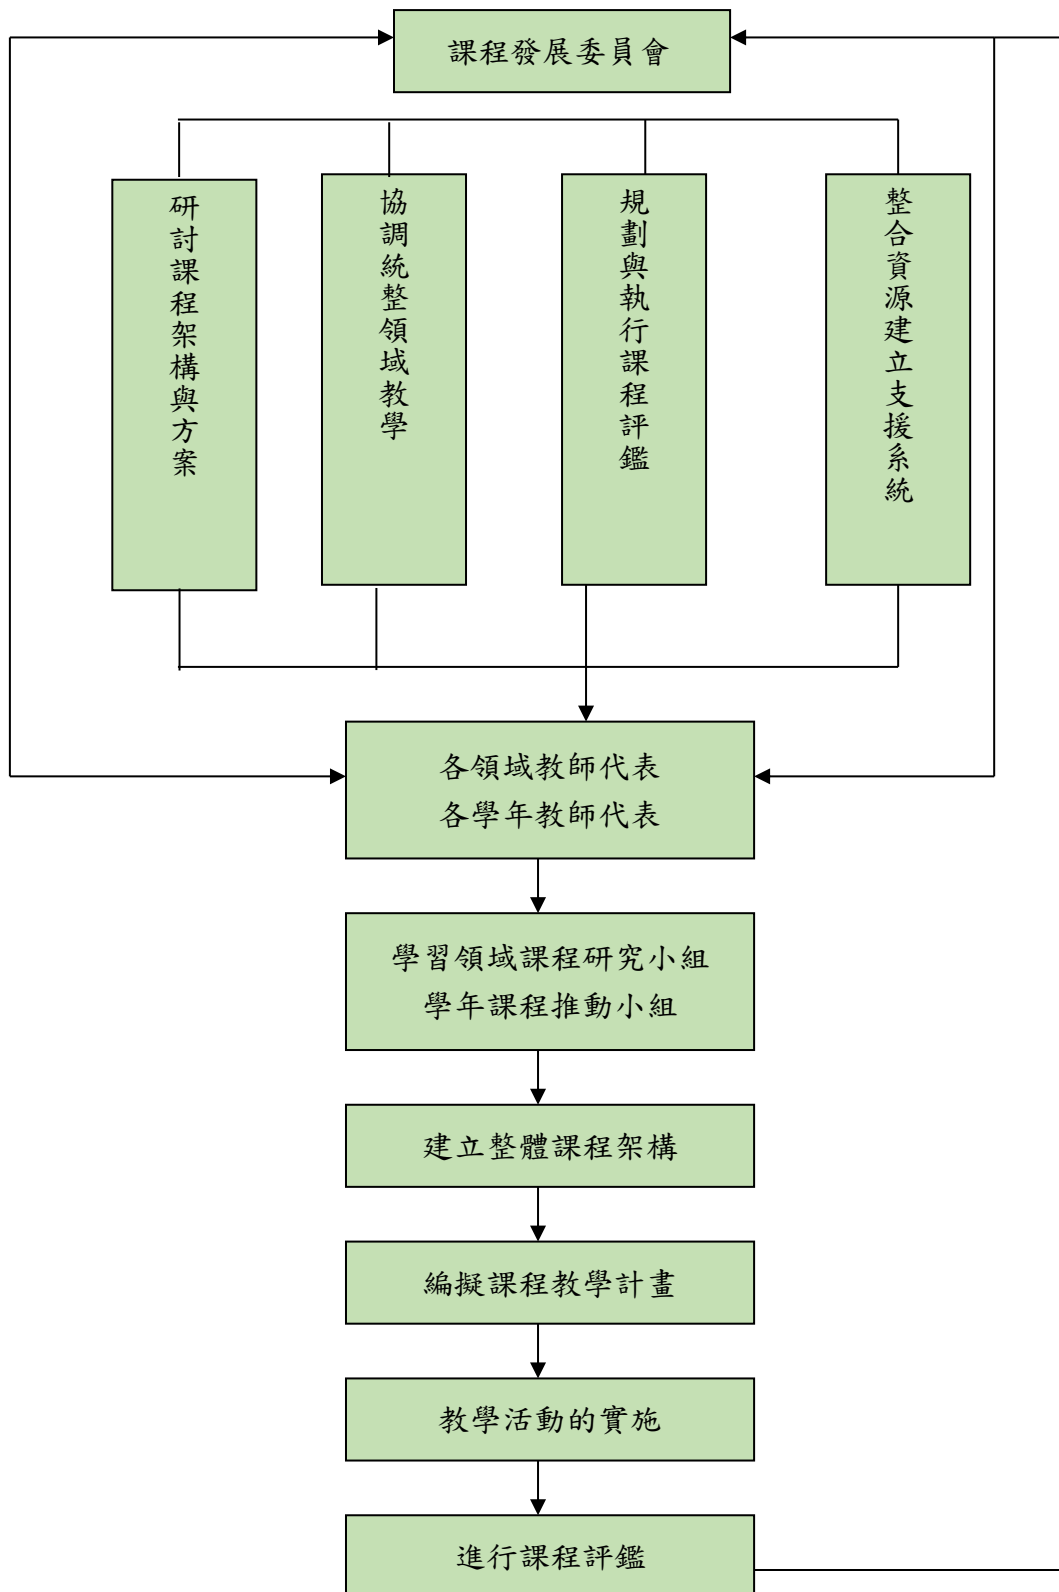 課程發展委員會
研討課程架構與方案
協調統整領域教學
規劃與執行課程評鑑
整合資源建立支援系統
各領域教師代表
各學年教師代表
學習領域課程研究小組
學年課程推動小組
建立整體課程架構
編擬課程教學計畫
教學活動的實施
進行課程評鑑